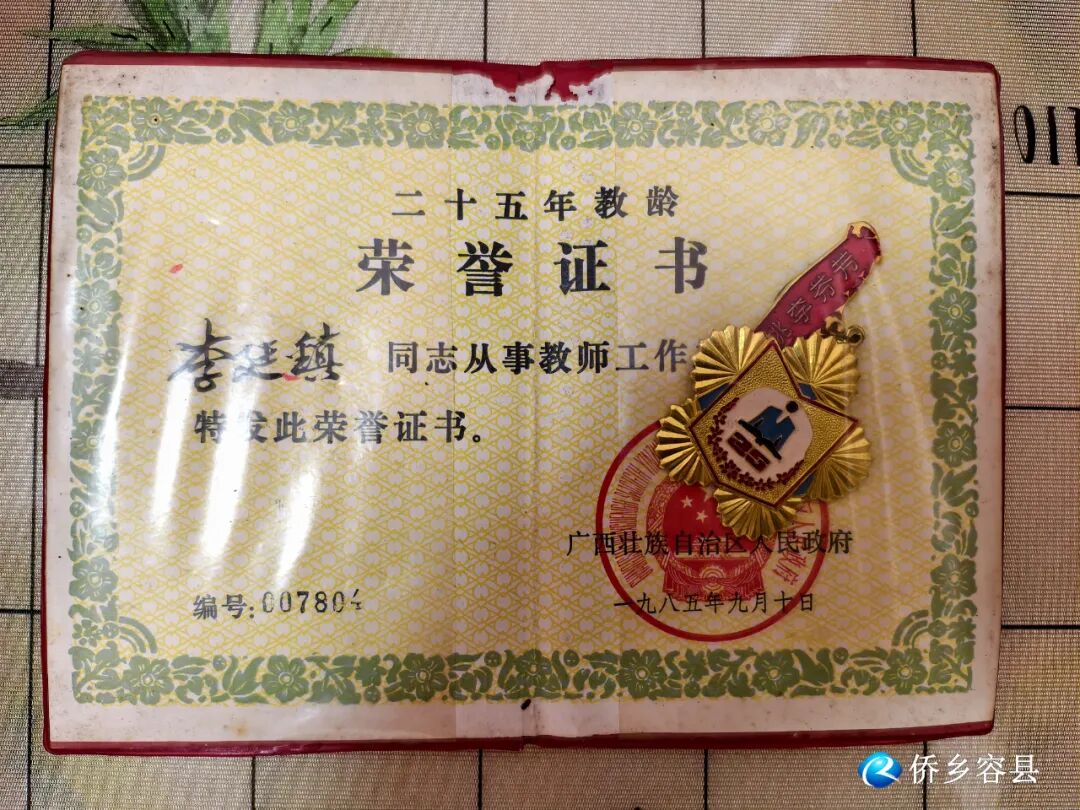 二十五年教龄
荣誉证书
李廷镇 同志从事教师工作
特发此荣誉证书。
广西壮族自治区人民政府
编号:007804
一九八五年九月十日
25
侨乡容县